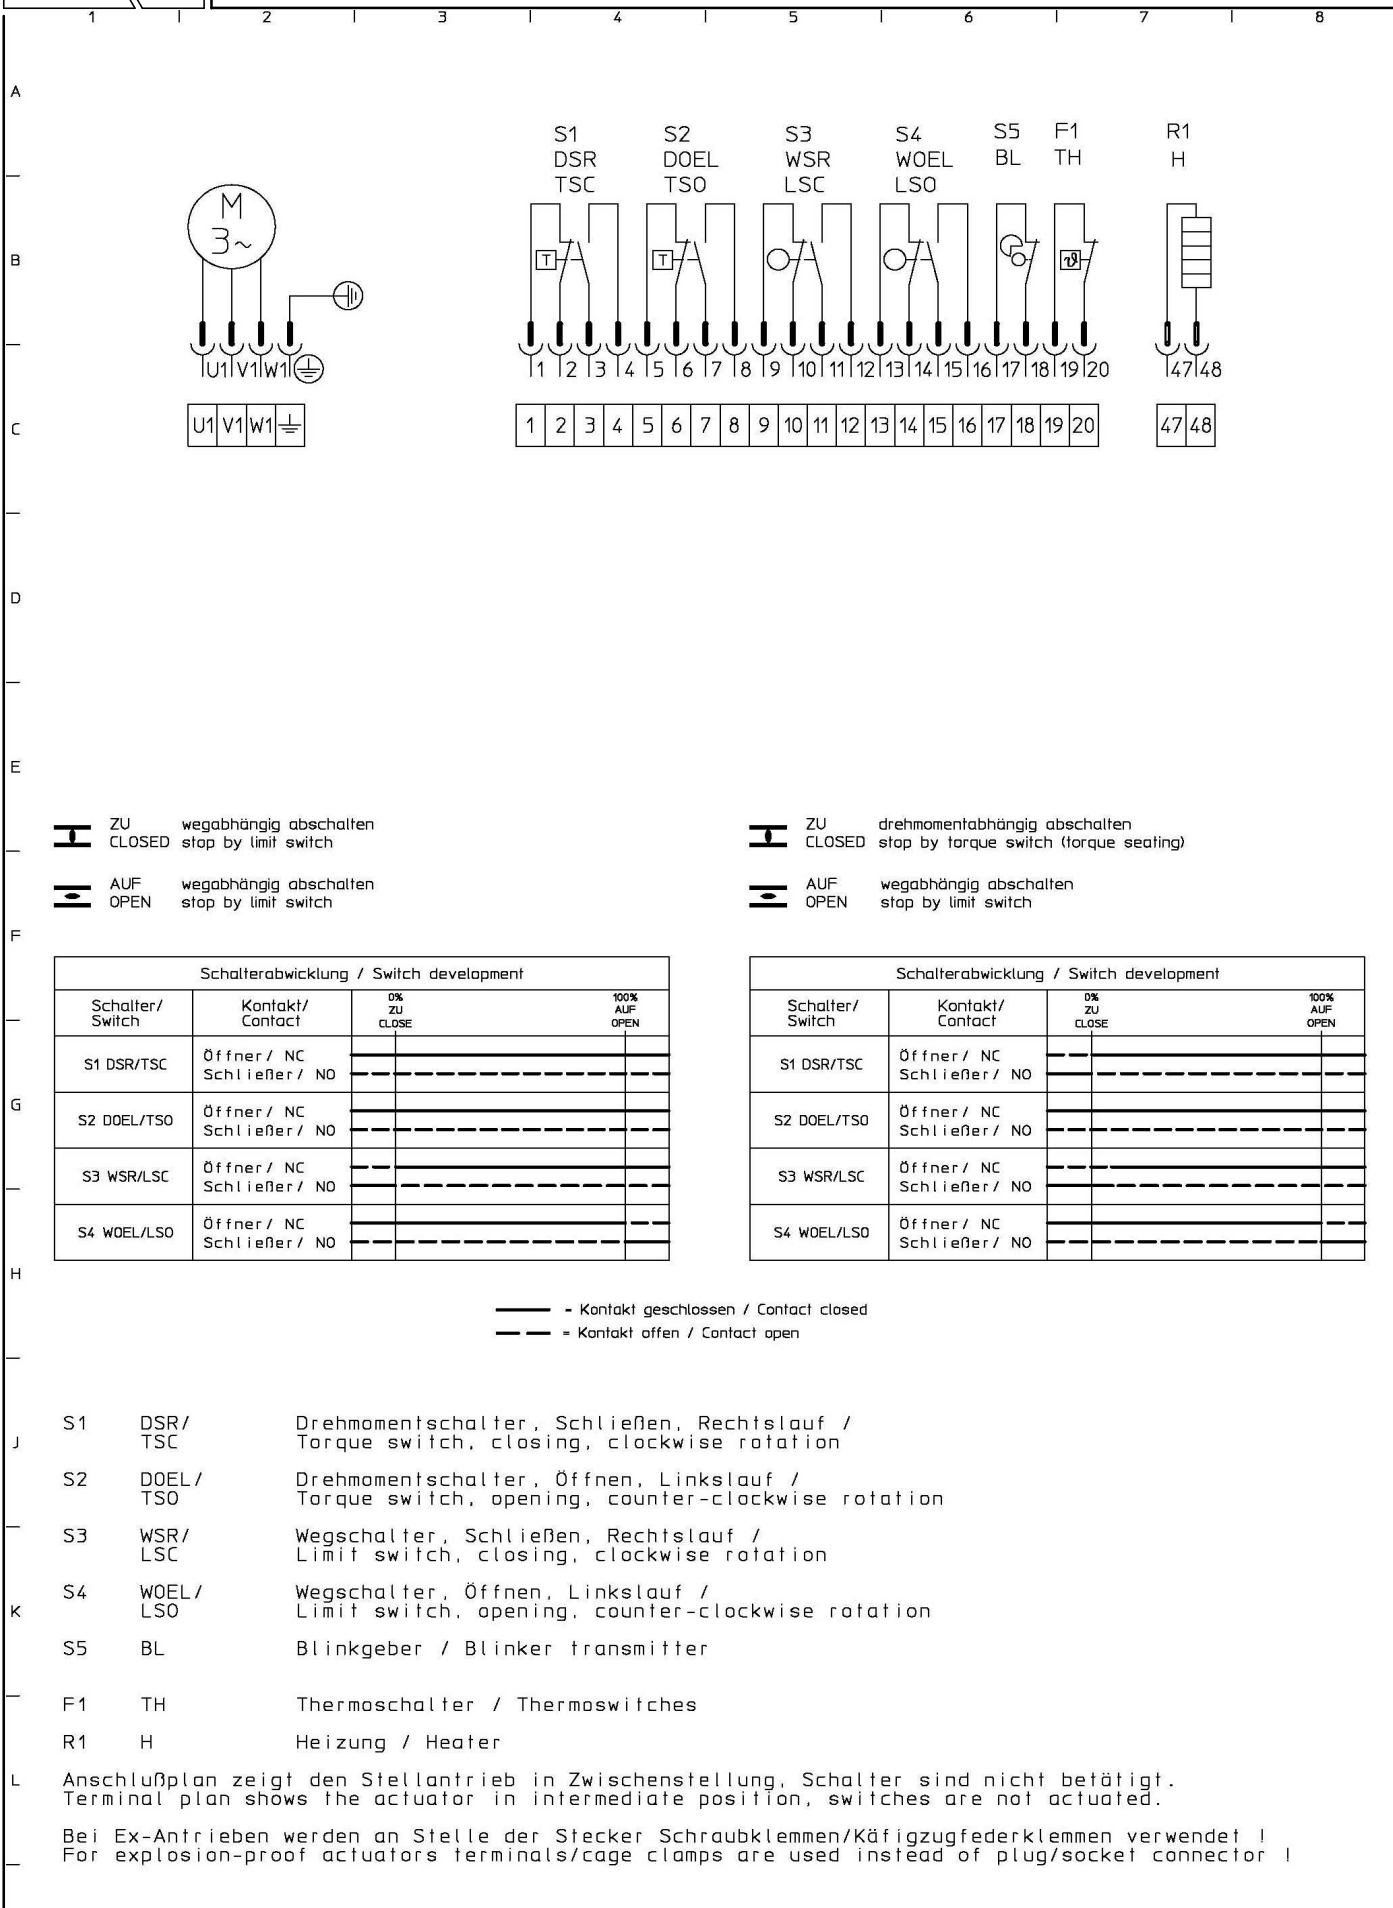 1 2 3 4 5 6 7 8
A
S1 S2 S3 S4 S5 F1 R1
DSR DOEL WSR WOEL BL TH H
TSC TSO LSC LSO
M
3~
B
T T ϑ
U1 V1 W1 1 2 3 4 5 6 7 8 9 10 11 12 13 14 15 16 17 18 19 20 47 48
C
U1 V1 W1 1 2 3 4 5 6 7 8 9 10 11 12 13 14 15 16 17 18 19 20 47 48
D
E
ZU wegabhängig abschalten
CLOSED stop by limit switch
AUF wegabhängig abschalten
OPEN stop by limit switch
ZU drehmomentabhängig abschalten
CLOSED stop by torque switch (torque seating)
AUF wegabhängig abschalten
OPEN stop by limit switch
F
Schalterabwicklung / Switch development
Schalter/ Kontakt/ 0% 100%
Switch Contact ZU AUF
CLOSE OPEN
S1 DSR/TSC Öffner/ NC
Schließer/ NO
S2 DOEL/TSO Öffner/ NC
Schließer/ NO
S3 WSR/LSC Öffner/ NC
Schließer/ NO
S4 WOEL/LSO Öffner/ NC
Schließer/ NO
Schalterabwicklung / Switch development
Schalter/ Kontakt/ 0% 100%
Switch Contact ZU AUF
CLOSE OPEN
S1 DSR/TSC Öffner/ NC
Schließer/ NO
S2 DOEL/TSO Öffner/ NC
Schließer/ NO
S3 WSR/LSC Öffner/ NC
Schließer/ NO
S4 WOEL/LSO Öffner/ NC
Schließer/ NO
G
H
- Kontakt geschlossen / Contact closed
= Kontakt offen / Contact open
S1 DSR/ Drehmomentschalter, Schließen, Rechtslauf /
J
TSC Torque switch, closing, clockwise rotation
S2 DOEL/ Drehmomentschalter, Öffnen, Linkslauf /
TSO Torque switch, opening, counter-clockwise rotation
S3 WSR/ Wegschalter, Schließen, Rechtslauf /
LSC Limit switch, closing, clockwise rotation
S4 WOEL/ Wegschalter, Öffnen, Linkslauf /
K
LSO Limit switch, opening, counter-clockwise rotation
S5 BL Blinkgeber / Blinker transmitter
F1 TH Thermoschalter / Thermoswitches
R1 H Heizung / Heater
L
Anschlußplan zeigt den Stellantrieb in Zwischenstellung, Schalter sind nicht betätigt.
Terminal plan shows the actuator in intermediate position, switches are not actuated.
Bei Ex-Antrieben werden an Stelle der Stecker Schraubklemmen/Käfigzugfederklemmen verwendet !
For explosion-proof actuators terminals/cage clamps are used instead of plug/socket connector !